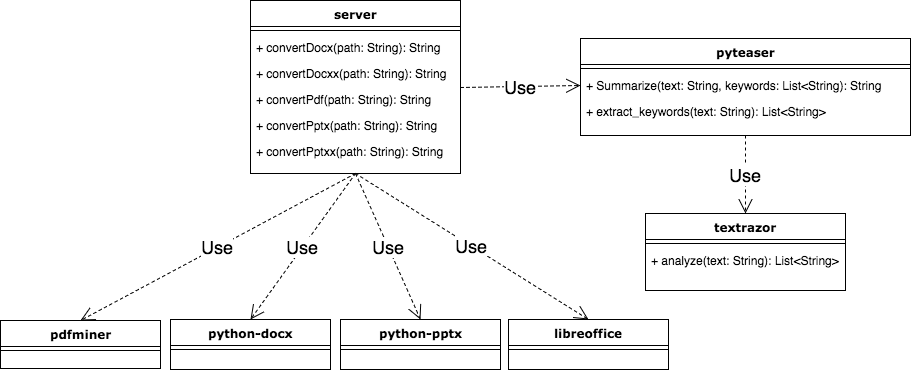 server
+ convertDocx(path: String): String
+ convertDocxx(path: String): String
+ convertPdf(path: String): String
+ convertPptx(path: String): String
+ convertPptxx(path: String): String
Use
pyteaser
+ Summarize(text: String, keywords: List<String): String
+ extract_keywords(text: String): List<String>
Use
textrazor
+ analyze(text: String): List<String>
Use
Use
Use
Use
pdfminer
python-docx
python-pptx
libreoffice